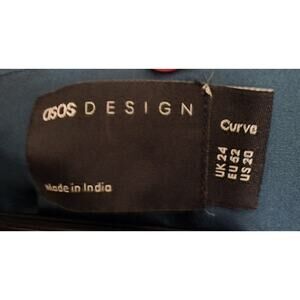 asos DESIGN
Made in India
Curve
UK 24
EU 52
US 20